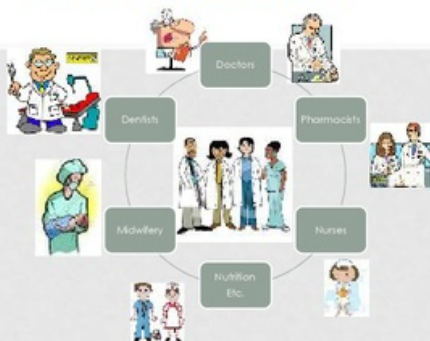 Doctors
Pharmacists
Nurses
Nutrition
Etc.
Midwifery
Dentists